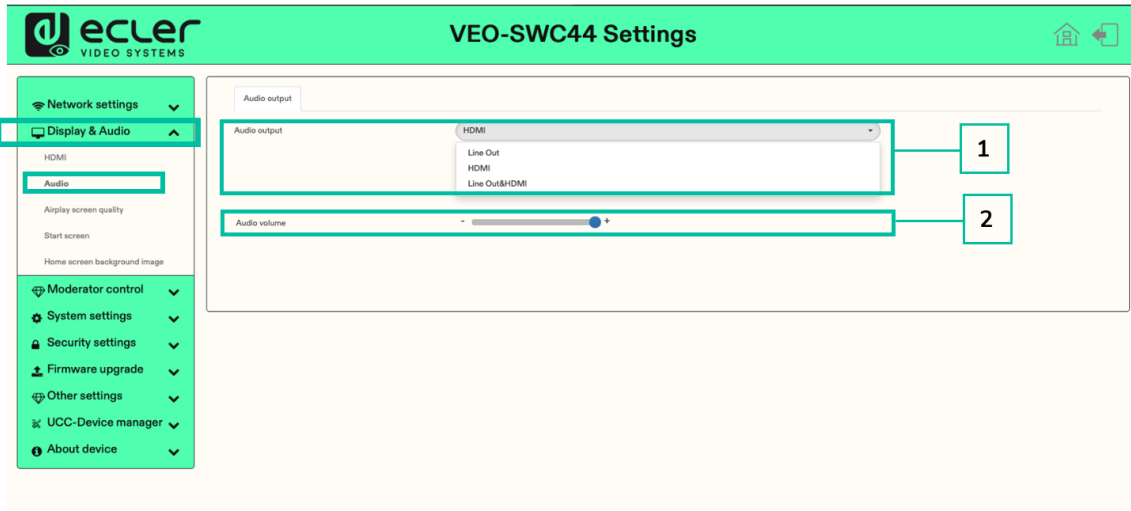 ecler
VIDEO SYSTEMS
VEO-SWC44 Settings
Network settings
Display & Audio
HDMI
Audio
Airplay screen quality
Start screen
Home screen background image
Moderator control
System settings
Security settings
Firmware upgrade
Other settings
UCC-Device manager
About device
Audio output
Audio output
HDMI
Line Out
HDMI
Line Out&HDMI
1
Audio volume
- +
2